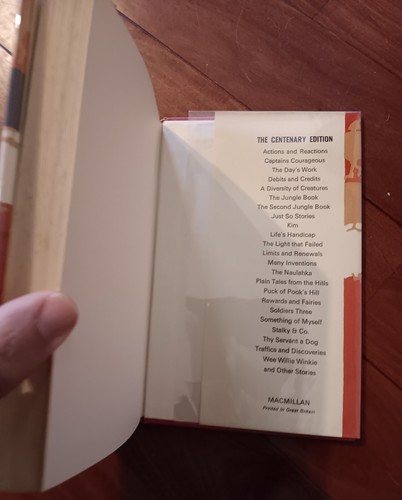 THE CENTENARY EDITION
Actions and Reactions
Captains Courageous
The Day's Work
Debits and Credits
A Diversity of Creatures
The Jungle Book
The Second Jungle Book
Just So Stories
Kim
Life's Handicap
The Light that Failed
Limits and Renewals
Many Inventions
The Naulahka
Plain Tales from the Hills
Puck of Pook's Hill
Rewards and Fairies
Soldiers Three
Something of Myself
Stalky & Co.
Thy Servant a Dog
Traffics and Discoveries
Wee Willie Winkie
and Other Stories
MACMILLAN
Printed in Great Britain